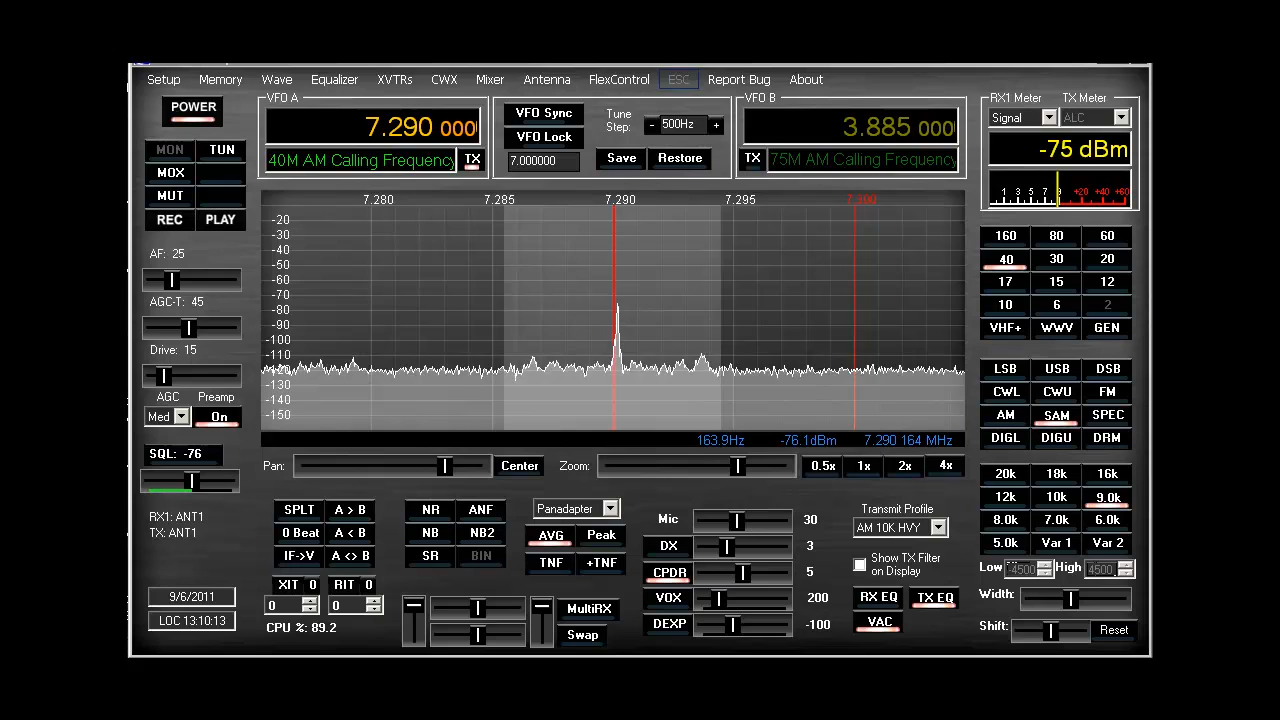 Setup Memory Wave Equalizer XVTRs CWX Mixer Antenna FlexControl ESC Report Bug About
POWER
MON TUN
MOX
MUT
REC PLAY
AF: 25
AGC-T: 45
Drive: 15
AGC Preamp
Med On
SQL: -76
RX1: ANT1
TX: ANT1
9/6/2011
LOC 13:10:13
VFO A
7.290 000
40M AM Calling Frequency TX
VFO Sync
VFO Lock
7.000000
Tune
Step: - 500Hz +
Save Restore
VFO B
3.885 000
TX 75M AM Calling Frequency
RX1 Meter TX Meter
Signal ALC
-75 dBm
1 3 5 7 9 +20 +40 +60
7.280 7.285 7.290 7.295 7.300
-20
-30
-40
-50
-60
-70
-80
-90
-100
-110
-120
-130
-140
-150
163.9Hz -76.1dBm 7.290 164 MHz
Pan: Center Zoom: 0.5x 1x 2x 4x
SPLT A > B
0 Beat A < B
IF->V A <> B
XIT 0 RIT 0
0 0
CPU %: 89.2
NR ANF
NB NB2
SR BIN
Panadapter
AVG Peak
TNF +TNF
MultiRX
Swap
Mic 30
DX 3
CPDR 5
VOX 200
DEXP -100
Transmit Profile
AM 10K HVY
Show TX Filter
on Display
RX EQ TX EQ
VAC
160 80 60
40 30 20
17 15 12
10 6 2
VHF+ WWV GEN
LSB USB DSB
CWL CWU FM
AM SAM SPEC
DIGL DIGU DRM
20k 18k 16k
12k 10k 9.0k
8.0k 7.0k 6.0k
5.0k Var 1 Var 2
Low -4500 High 4500
Width:
Shift: Reset